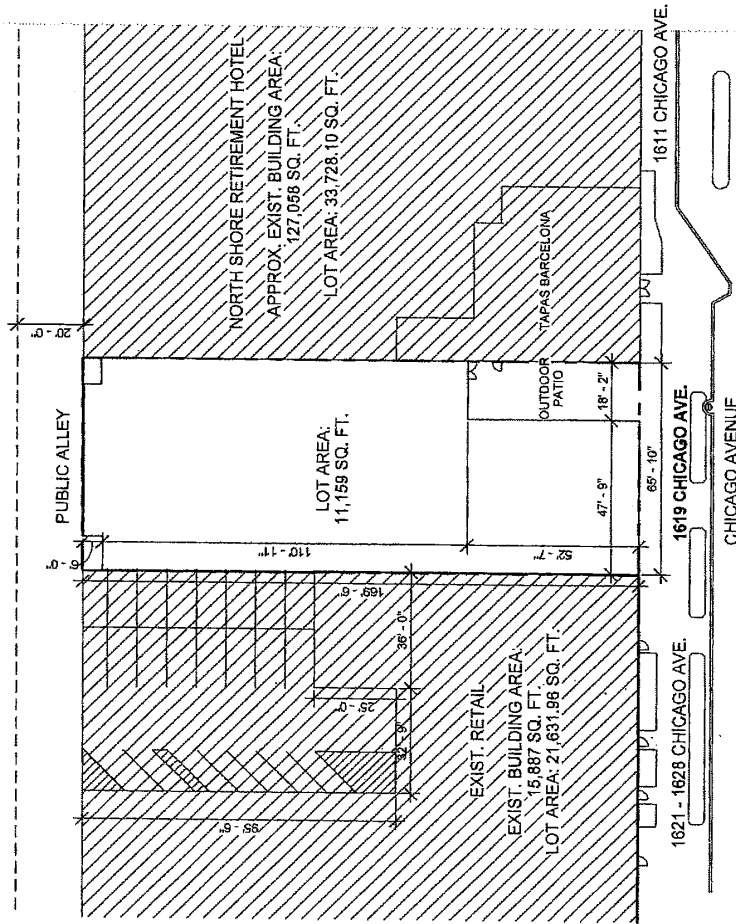 PUBLIC ALLEY
20' - 0"
NORTH SHORE RETIREMENT HOTEL
APPROX. EXIST. BUILDING AREA:
127,058 SQ. FT.
LOT AREA: 33,728.10 SQ. FT.
TAPAS BARCELONA
OUTDOOR
PATIO
LOT AREA:
11,159 SQ. FT.
6' - 0"
110' - 11"
52' - 7"
169' - 6"
18' - 2"
47' - 9"
65' - 10"
36' - 0"
25' - 0"
32' - 9"
95' - 6"
EXIST. RETAIL
EXIST. BUILDING AREA:
15,887 SQ. FT.
LOT AREA: 21,631.96 SQ. FT.
1611 CHICAGO AVE.
1619 CHICAGO AVE.
1621 - 1628 CHICAGO AVE.
CHICAGO AVENUE